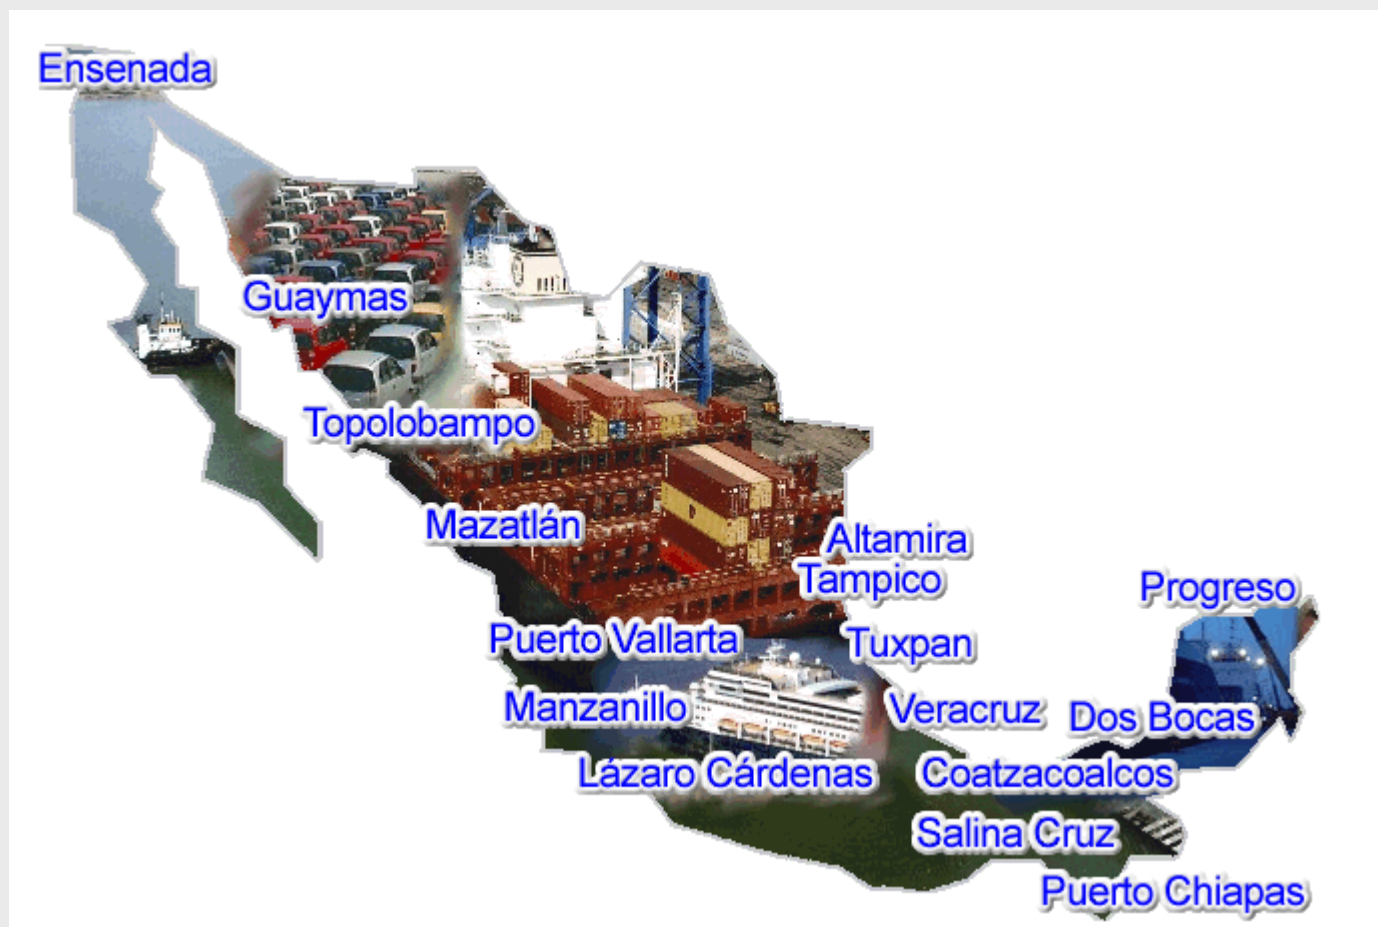 Ensenada
Guaymas
Topolobampo
Mazatlán
Altamira
Tampico
Progreso
Puerto Vallarta
Tuxpan
Manzanillo
Veracruz
Dos Bocas
Lázaro Cárdenas
Coatzacoalcos
Salina Cruz
Puerto Chiapas